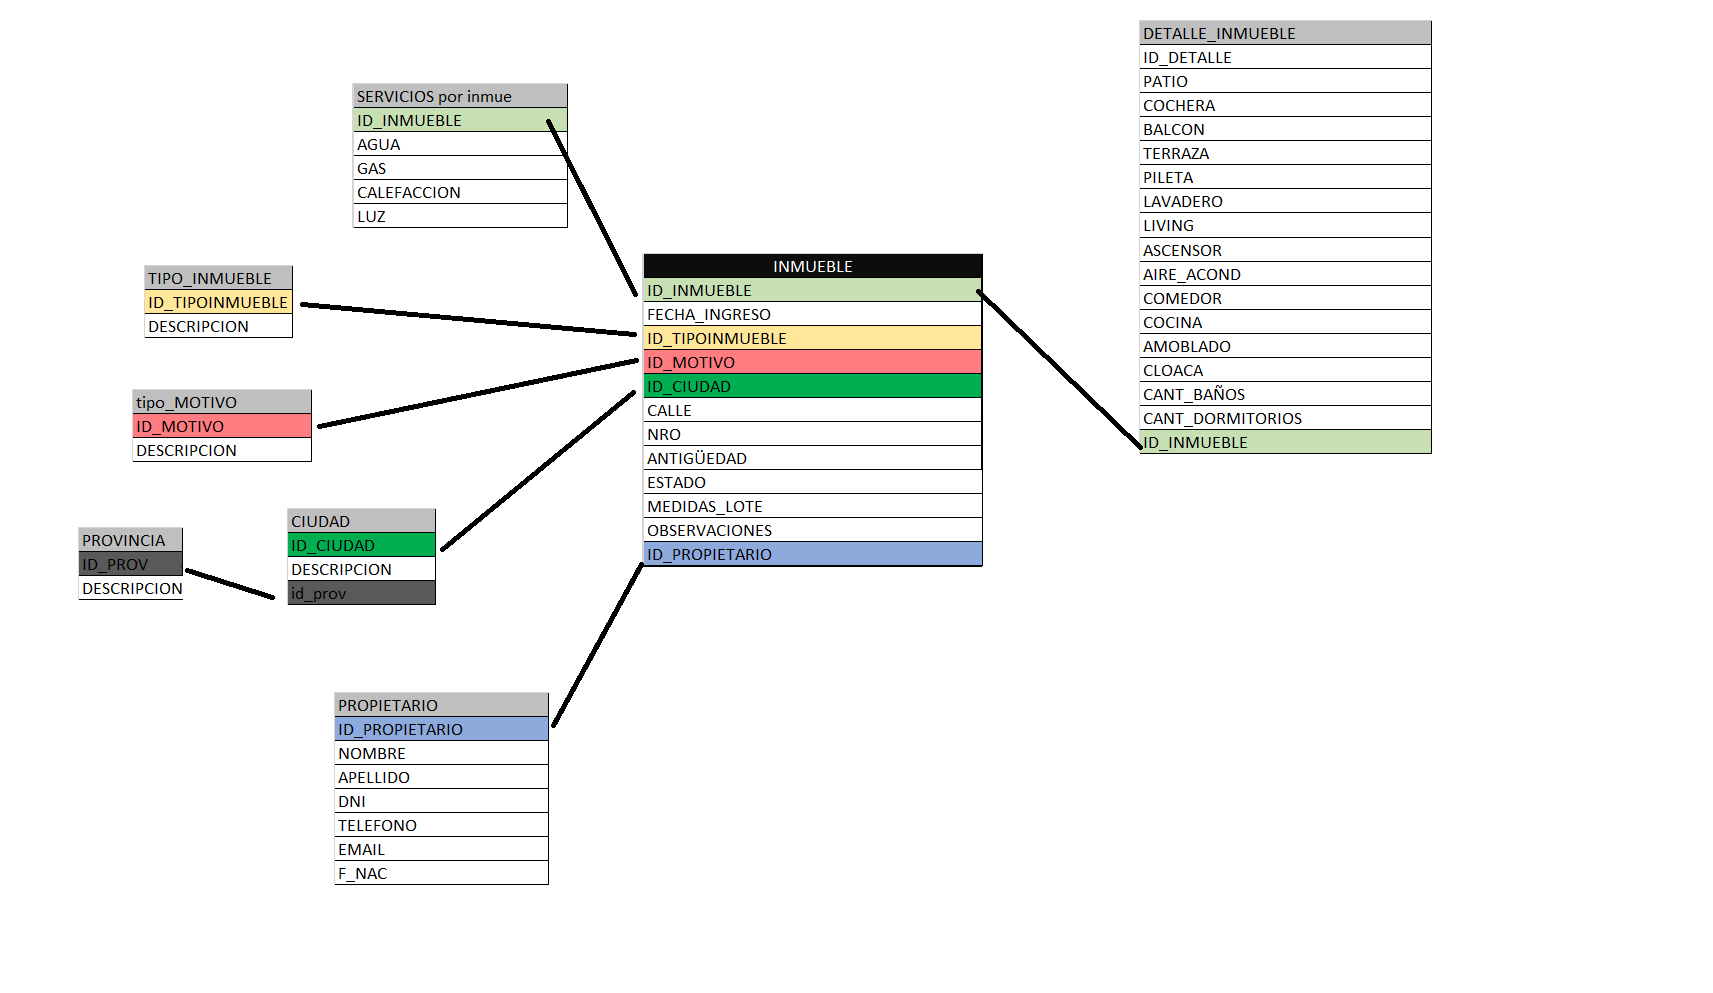 DETALLE_INMUEBLE
ID_DETALLE
PATIO
COCHERA
BALCON
TERRAZA
PILETA
LAVADERO
LIVING
ASCENSOR
AIRE_ACOND
COMEDOR
COCINA
AMOBLADO
CLOACA
CANT_BAÑOS
CANT_DORMITORIOS
ID_INMUEBLE
SERVICIOS por inmue
ID_INMUEBLE
AGUA
GAS
CALEFACCION
LUZ
INMUEBLE
ID_INMUEBLE
FECHA_INGRESO
ID_TIPOINMUEBLE
ID_MOTIVO
ID_CIUDAD
CALLE
NRO
ANTIGÜEDAD
ESTADO
MEDIDAS_LOTE
OBSERVACIONES
ID_PROPIETARIO
TIPO_INMUEBLE
ID_TIPOINMUEBLE
DESCRIPCION
tipo_MOTIVO
ID_MOTIVO
DESCRIPCION
CIUDAD
ID_CIUDAD
DESCRIPCION
id_prov
PROVINCIA
ID_PROV
DESCRIPCION
PROPIETARIO
ID_PROPIETARIO
NOMBRE
APELLIDO
DNI
TELEFONO
EMAIL
F_NAC